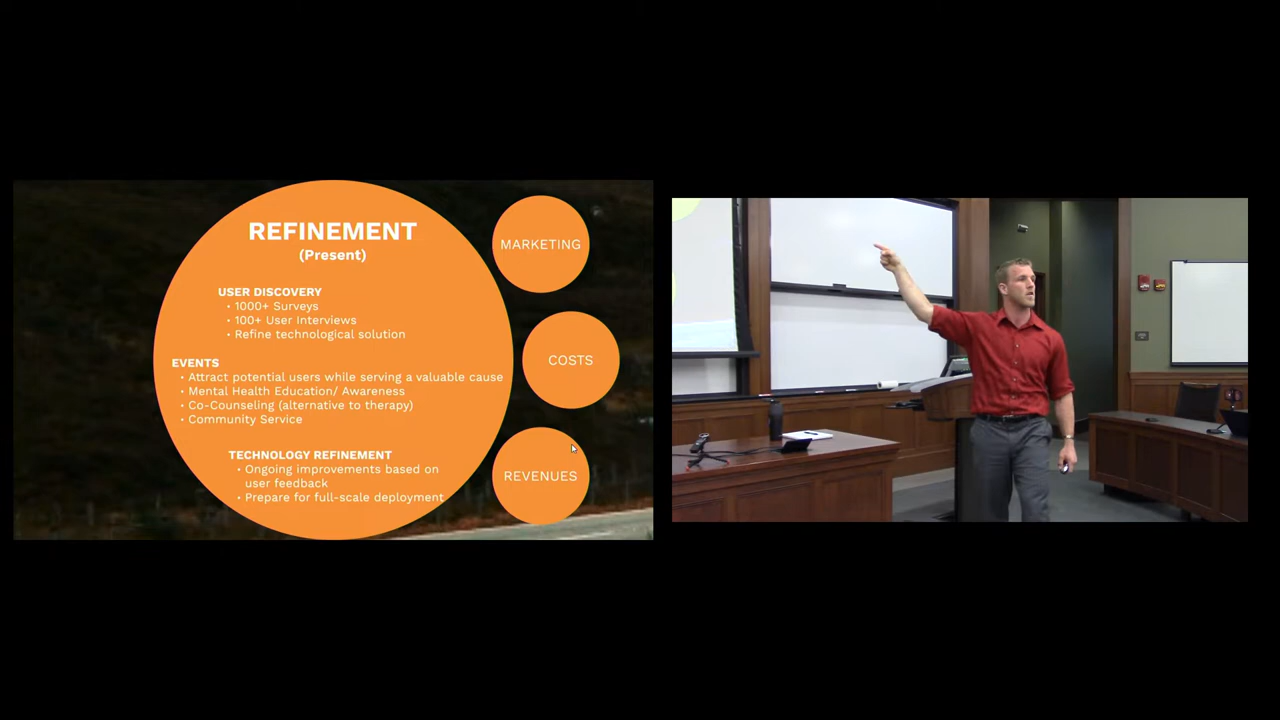 REFINEMENT
(Present)
USER DISCOVERY
• 1000+ Surveys
• 100+ User Interviews
• Refine technological solution
EVENTS
• Attract potential users while serving a valuable cause
• Mental Health Education/ Awareness
• Co-Counseling (alternative to therapy)
• Community Service
TECHNOLOGY REFINEMENT
• Ongoing improvements based on
user feedback
• Prepare for full-scale deployment
MARKETING
COSTS
REVENUES